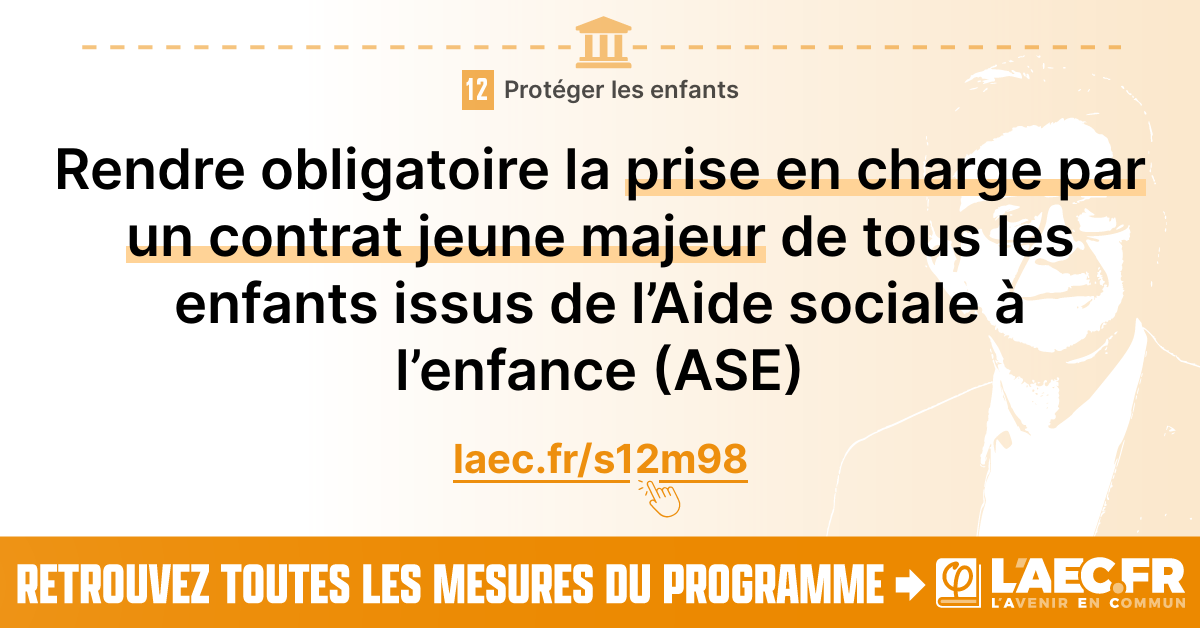 12 Protéger les enfants
Rendre obligatoire la prise en charge par
un contrat jeune majeur de tous les
enfants issus de l’Aide sociale à
l’enfance (ASE)
laec.fr/s12m98
RETROUVEZ TOUTES LES MESURES DU PROGRAMME
φ L'AEC.FR
L'AVENIR EN COMMUN